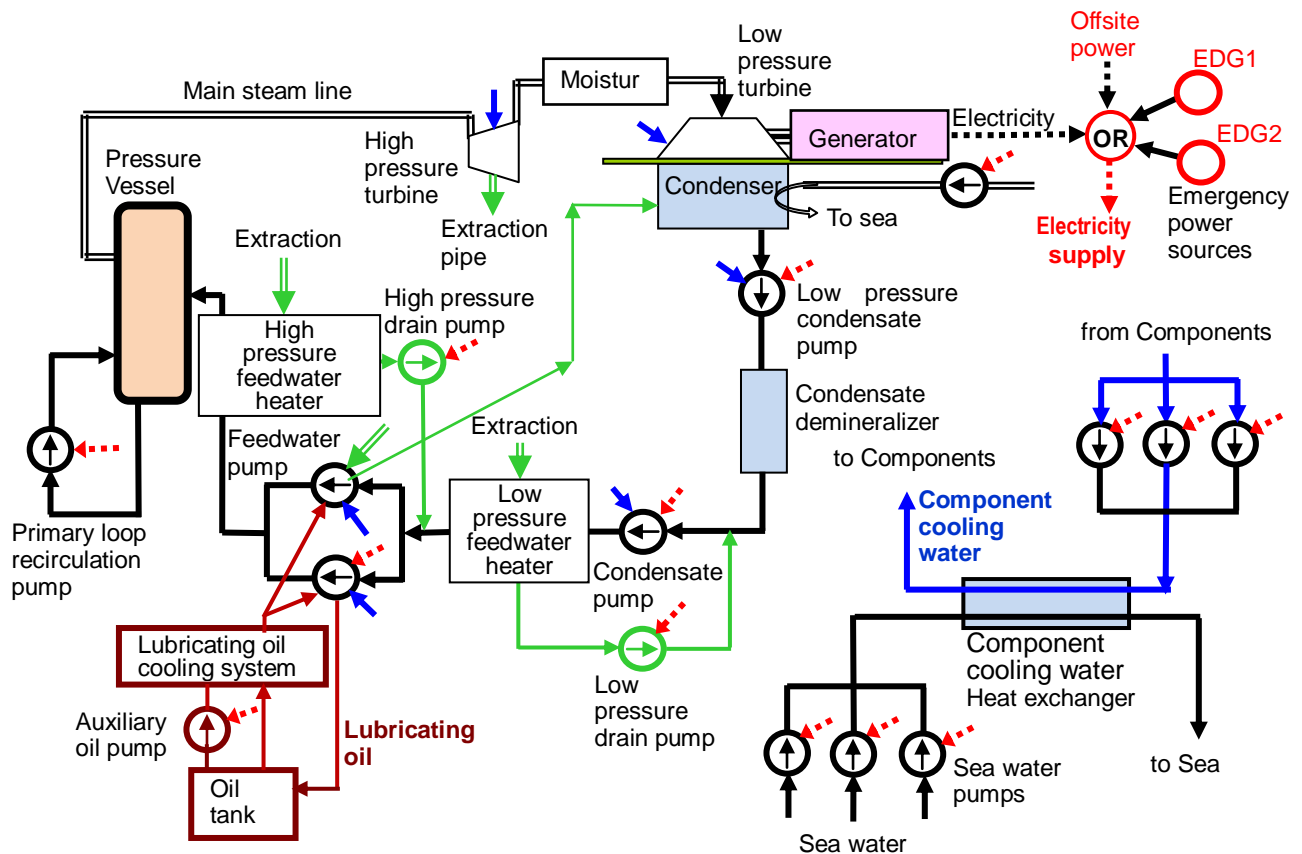 Offsite
power
EDG1
EDG2
OR
Emergency
power
sources
Electricity
supply
Low
pressure
turbine
Moistur
Main steam line
High
pressure
turbine
Generator
Electricity
Condenser
To sea
Pressure
Vessel
Extraction
Extraction
pipe
High pressure
drain pump
High
pressure
feedwater
heater
Low pressure
condensate
pump
from Components
Condensate
demineralizer
to Components
Feedwater
pump
Extraction
Low
pressure
feedwater
heater
Component
cooling
water
Primary loop
recirculation
pump
Condensate
pump
Lubricating oil
cooling system
Component
cooling water
Heat exchanger
Auxiliary
oil pump
Lubricating
oil
Low
pressure
drain pump
Oil
tank
Sea water
pumps
to Sea
Sea water